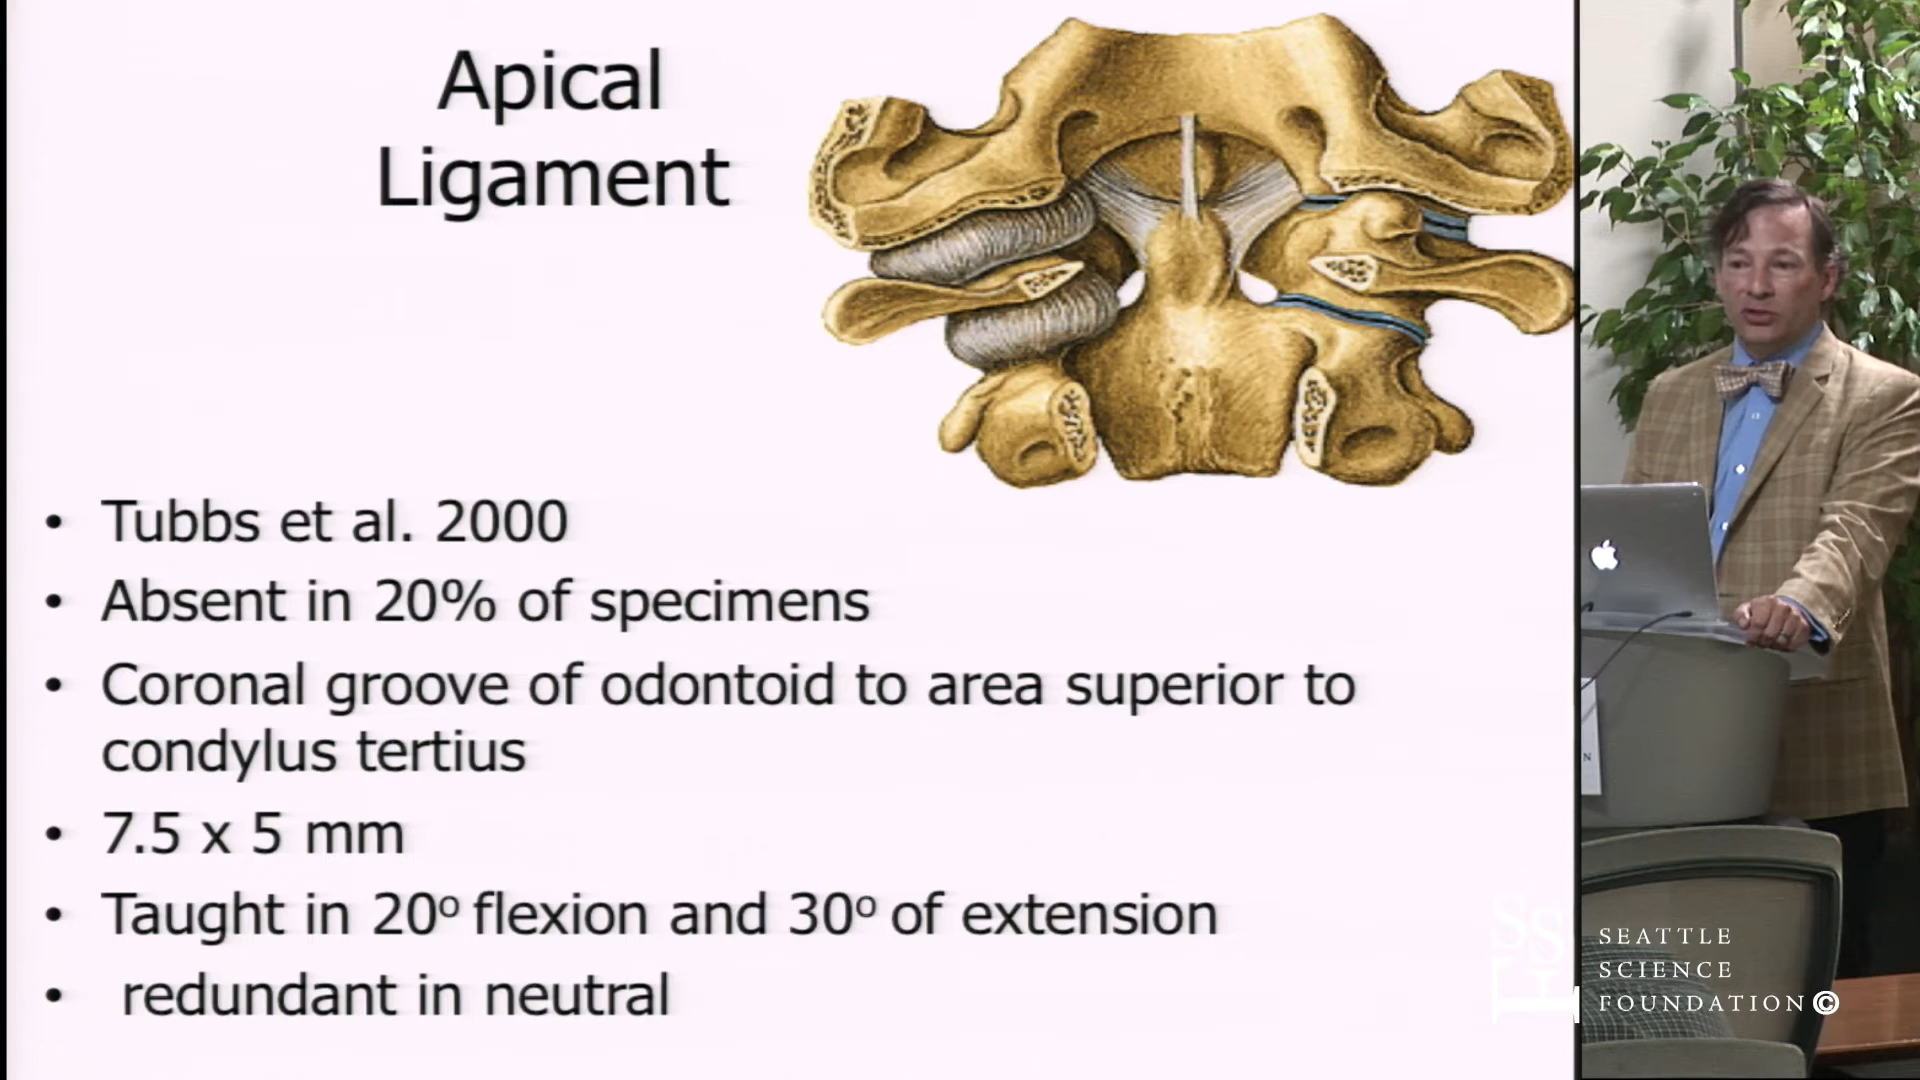 Apical
Ligament
• Tubbs et al. 2000
• Absent in 20% of specimens
• Coronal groove of odontoid to area superior to
condylus tertius
• 7.5 x 5 mm
• Taught in 20º flexion and 30º of extension
• redundant in neutral
N
SSF
SEATTLE
SCIENCE
FOUNDATION©